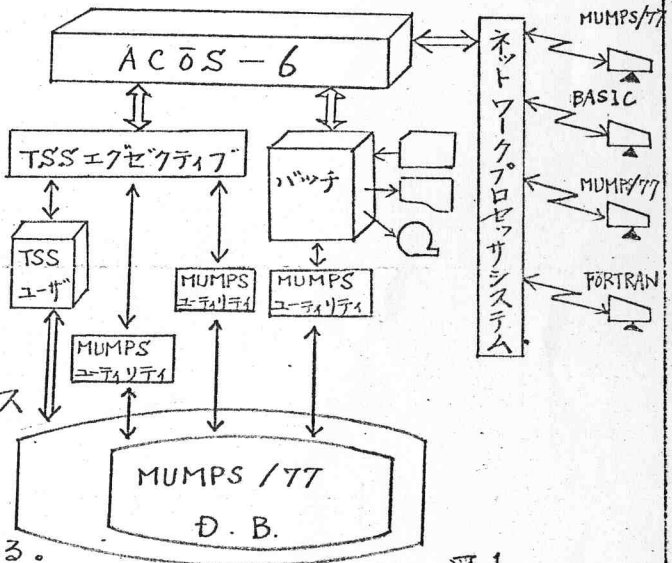 ACOS-6
TSSエグゼクティブ
バッチ
TSS
ユーザ
MUMPS
ユーティリティ
MUMPS
ユーティリティ
MUMPS
ユーティリティ
ネットワークプロセッサシステム
MUMPS/77
BASIC
MUMPS/77
FORTRAN
ス
MUMPS/77
D.B.
る。